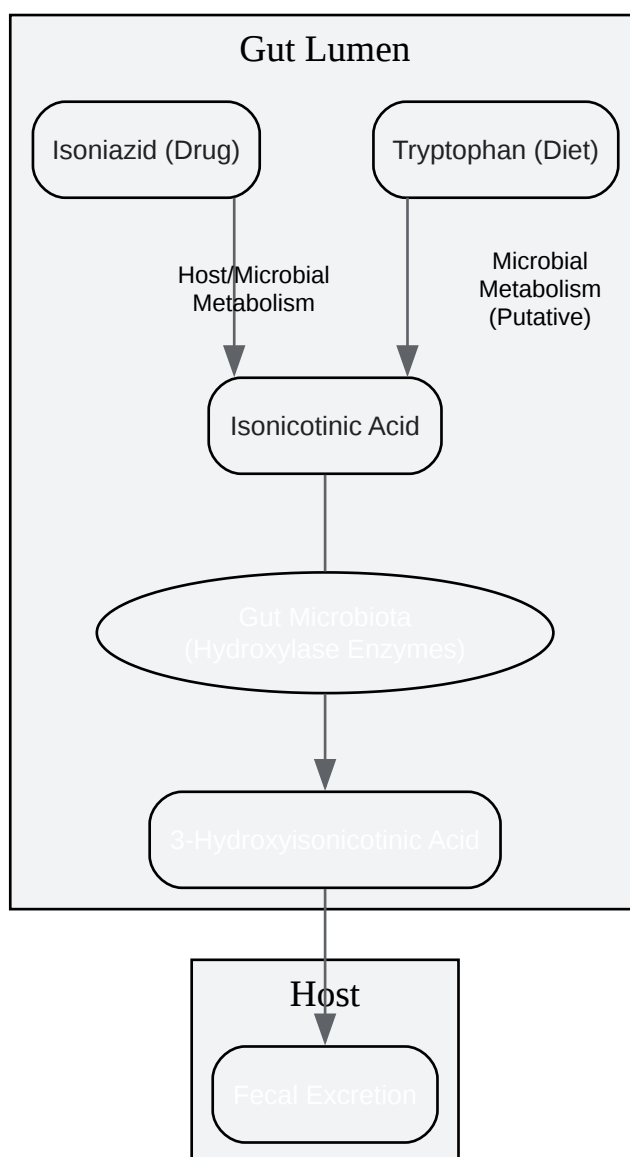 Gut Lumen
Isoniazid (Drug)
Tryptophan (Diet)
Host/Microbial
Metabolism
Microbial
Metabolism
(Putative)
Isonicotinic Acid
Gut Microbiota
(Hydroxylase Enzymes)
3-Hydroxyisonicotinic Acid
Host
Fecal Excretion